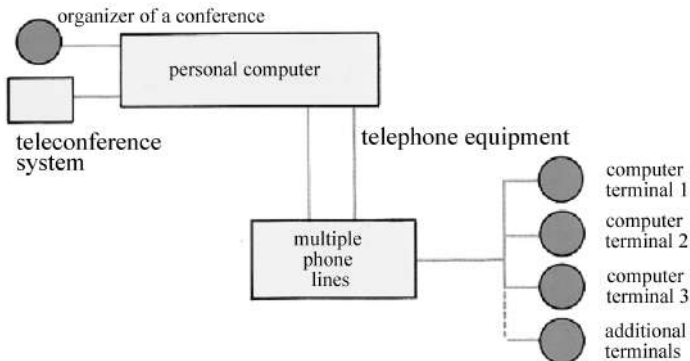 organizer of a conference
personal computer
teleconference
system
telephone equipment
multiple
phone
lines
computer
terminal 1
computer
terminal 2
computer
terminal 3
additional
terminals